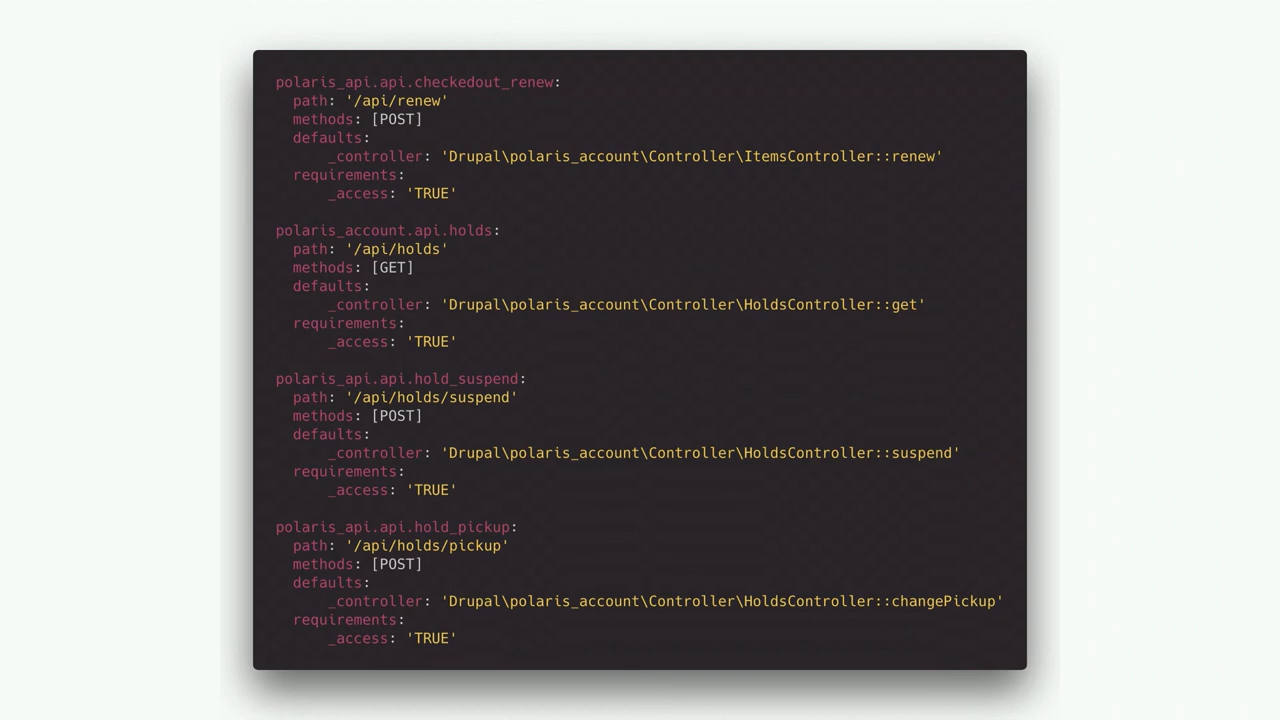 polaris_api.api.checkedout_renew:
  path: '/api/renew'
  methods: [POST]
  defaults:
      _controller: 'Drupal\polaris_account\Controller\ItemsController::renew'
  requirements:
      _access: 'TRUE'

polaris_account.api.holds:
  path: '/api/holds'
  methods: [GET]
  defaults:
      _controller: 'Drupal\polaris_account\Controller\HoldsController::get'
  requirements:
      _access: 'TRUE'

polaris_api.api.hold_suspend:
  path: '/api/holds/suspend'
  methods: [POST]
  defaults:
      _controller: 'Drupal\polaris_account\Controller\HoldsController::suspend'
  requirements:
      _access: 'TRUE'

polaris_api.api.hold_pickup:
  path: '/api/holds/pickup'
  methods: [POST]
  defaults:
      _controller: 'Drupal\polaris_account\Controller\HoldsController::changePickup'
  requirements:
      _access: 'TRUE'